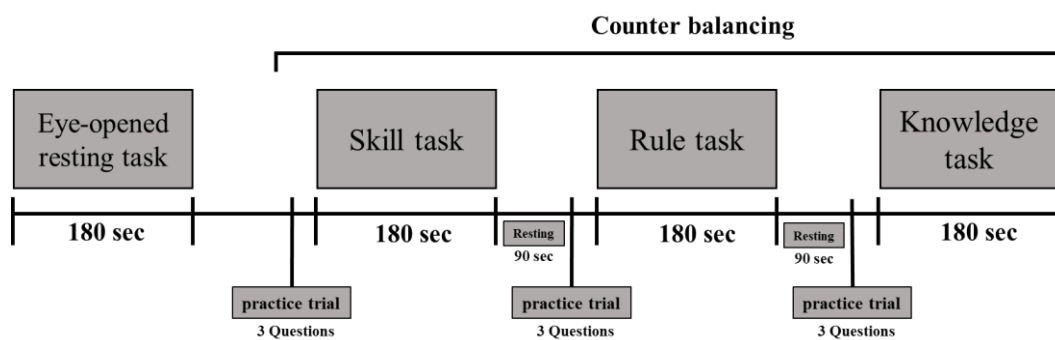 Counter balancing
Eye-opened
resting task
Skill task
Rule task
Knowledge
task
180 sec
180 sec
Resting
90 sec
180 sec
Resting
90 sec
180 sec
practice trial
3 Questions
practice trial
3 Questions
practice trial
3 Questions